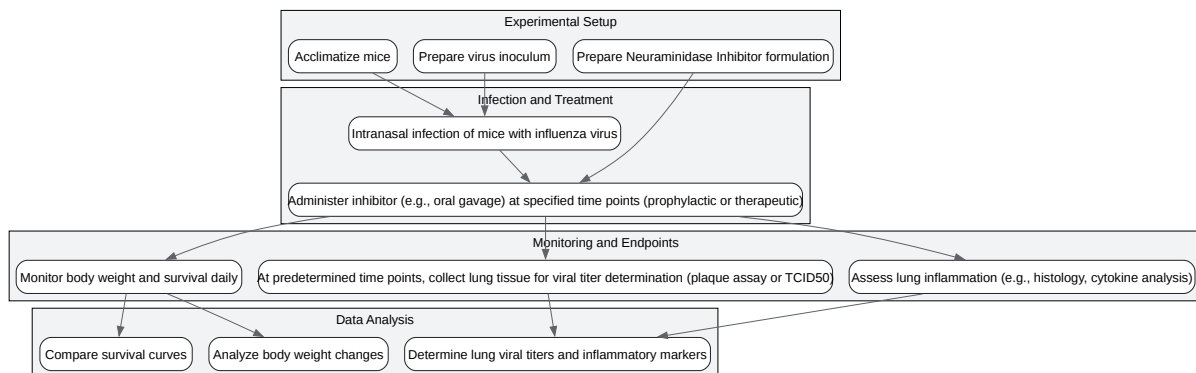 Experimental Setup
Acclimatize mice
Prepare virus inoculum
Prepare Neuraminidase Inhibitor formulation
Infection and Treatment
Intranasal infection of mice with influenza virus
Administer inhibitor (e.g., oral gavage) at specified time points (prophylactic or therapeutic)
Monitoring and Endpoints
Monitor body weight and survival daily
At predetermined time points, collect lung tissue for viral titer determination (plaque assay or TCID50)
Assess lung inflammation (e.g., histology, cytokine analysis)
Data Analysis
Compare survival curves
Analyze body weight changes
Determine lung viral titers and inflammatory markers